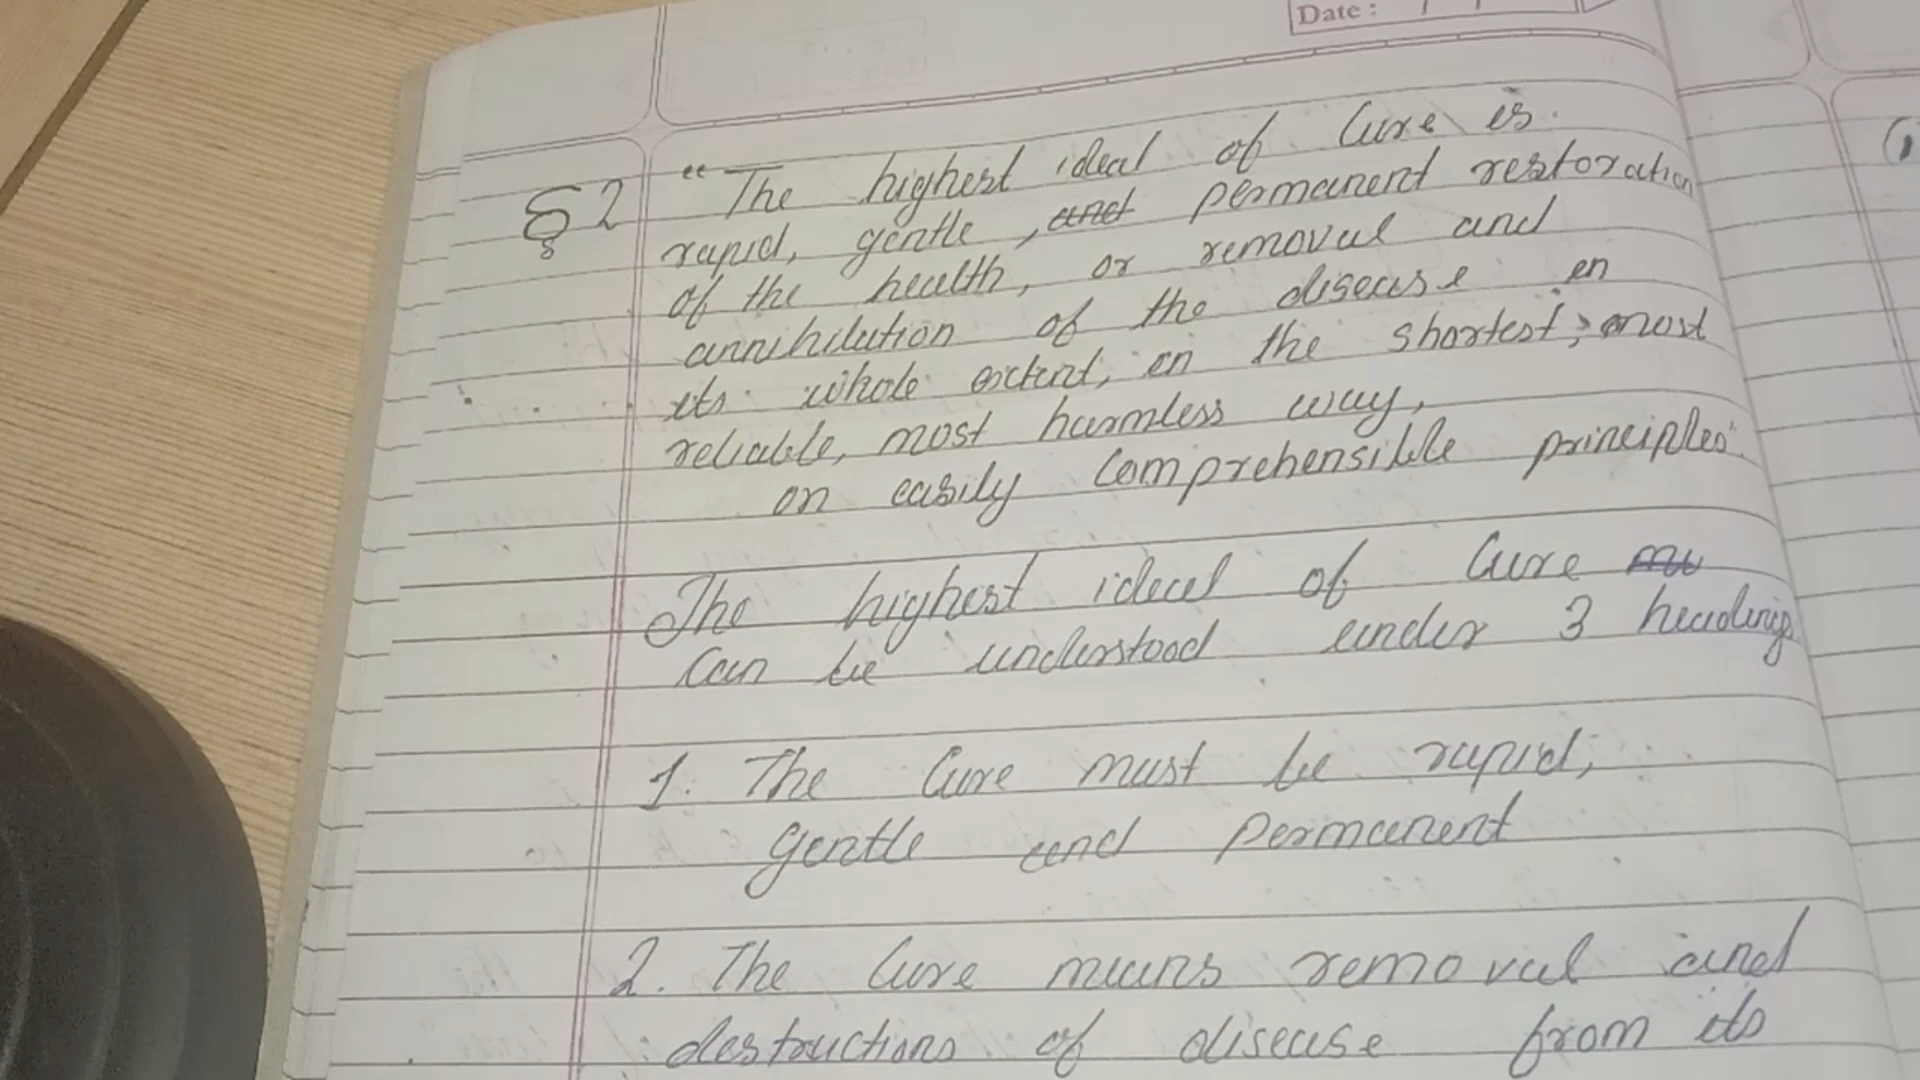 Date : / /
§ 2 "The highest ideal of Cure is
rapid, gentle, and permanent restoration
of the health, or removal and
annihilation of the disease in
its whole extent, in the shortest, most
reliable, most harmless way,
on easily Comprehensible principles".
The highest ideal of Cure
Can be understood under 3 headings
1. The Cure must be rapid,
gentle and permanent
2. The Cure means removal and
destructions of disease from its